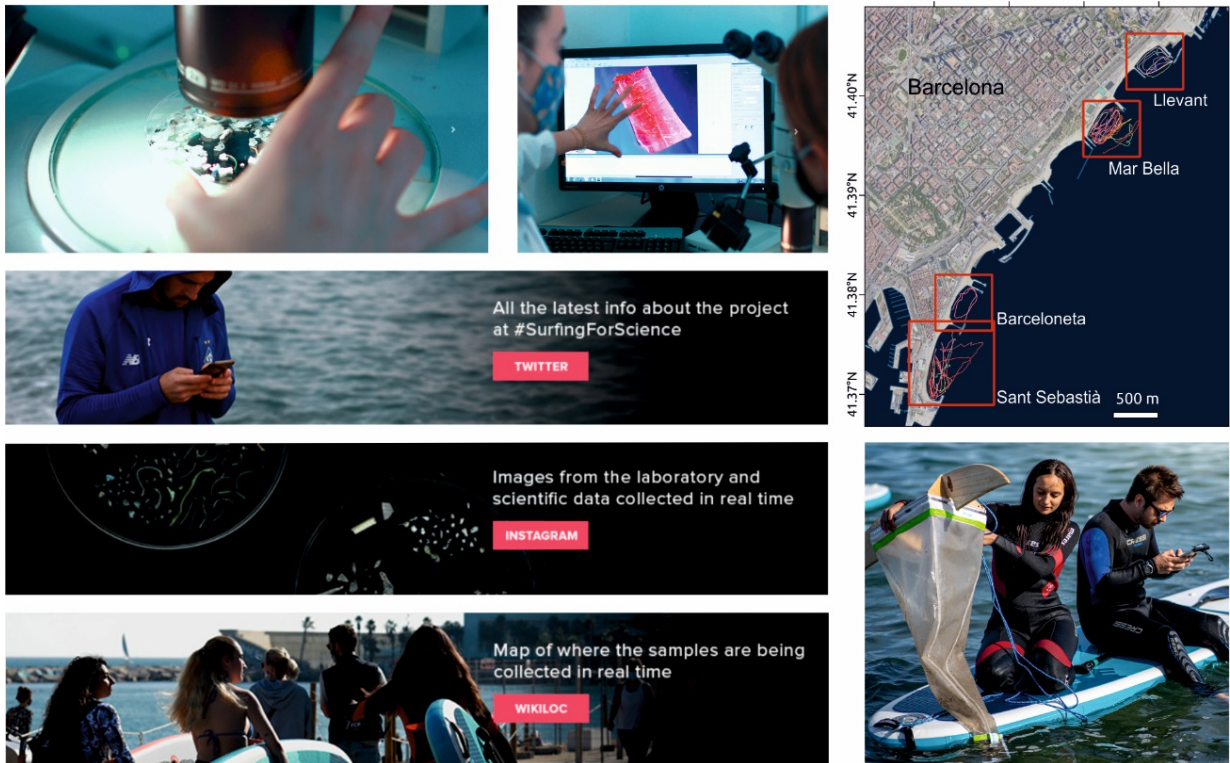 All the latest info about the project
at #SurfingForScience
TWITTER
Images from the laboratory and
scientific data collected in real time
INSTAGRAM
Map of where the samples are being
collected in real time
WIKILOC
41.40°N
41.39°N
41.38°N
41.37°N
Barcelona
Llevant
Mar Bella
Barceloneta
Sant Sebastià
500 m
CRESSI